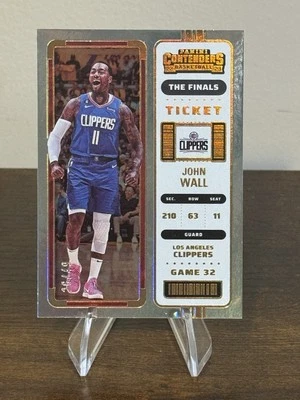 PANINI
CONTENDERS
BASKETBALL
THE FINALS
TICKET
CLIPPERS
JOHN
WALL
SEC. ROW SEAT
210 63 11
GUARD
LOS ANGELES
CLIPPERS
GAME 32
CLIPPERS
11